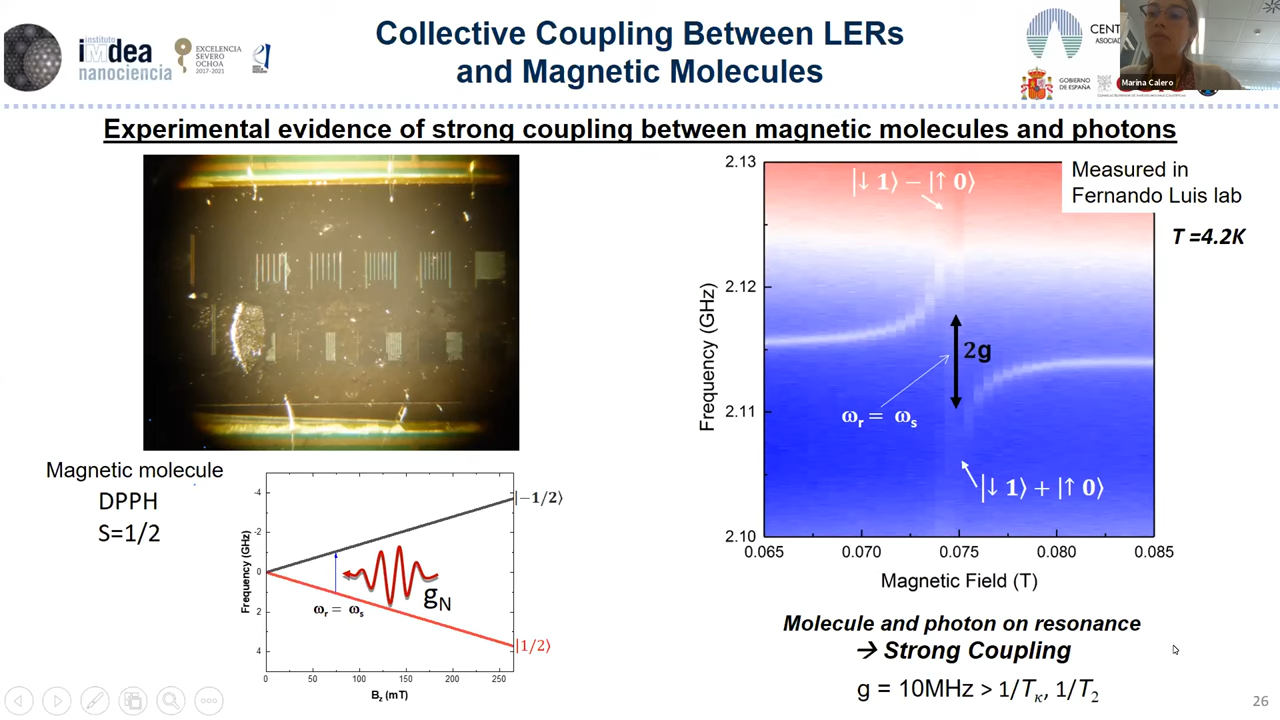 Collective Coupling Between LERs
and Magnetic Molecules
instituto
imdea
nanociencia
EXCELENCIA
SEVERO
OCHOA
2017-2021
CENT
ASOCIAD
GOBIERNO
DE ESPAÑA
Marina Calero
Experimental evidence of strong coupling between magnetic molecules and photons
Measured in
Fernando Luis lab
T =4.2K
2.13
2.12
2.11
2.10
Frequency (GHz)
|↓ 1⟩ − |↑ 0⟩
2g
ωr = ωs
|↓ 1⟩ + |↑ 0⟩
0.065 0.070 0.075 0.080 0.085
Magnetic Field (T)
Magnetic molecule
DPPH
S=1/2
-4
-2
0
2
4
Frequency (GHz)
|−1/2⟩
gN
ωr = ωs
|1/2⟩
0 50 100 150 200 250
Bz (mT)
Molecule and photon on resonance
→ Strong Coupling
g = 10MHz > 1/Tκ, 1/T2
26